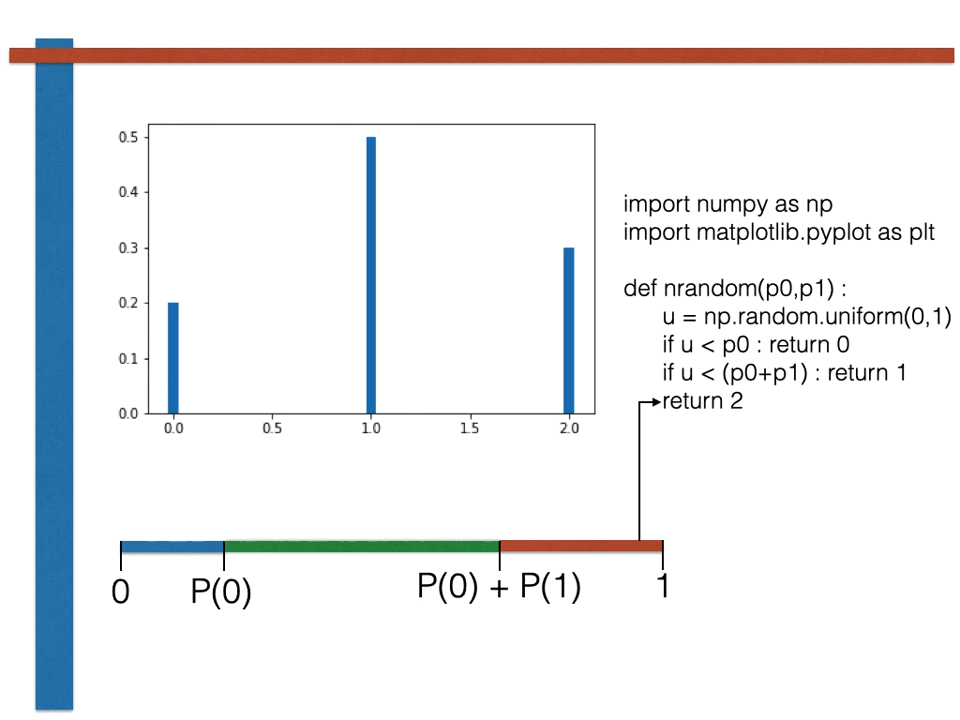 0.5
0.4
0.3
0.2
0.1
0.0
0.0 0.5 1.0 1.5 2.0
import numpy as np
import matplotlib.pyplot as plt
def nrandom(p0,p1) :
u = np.random.uniform(0,1)
if u < p0 : return 0
if u < (p0+p1) : return 1
return 2
0 P(0) P(0) + P(1) 1